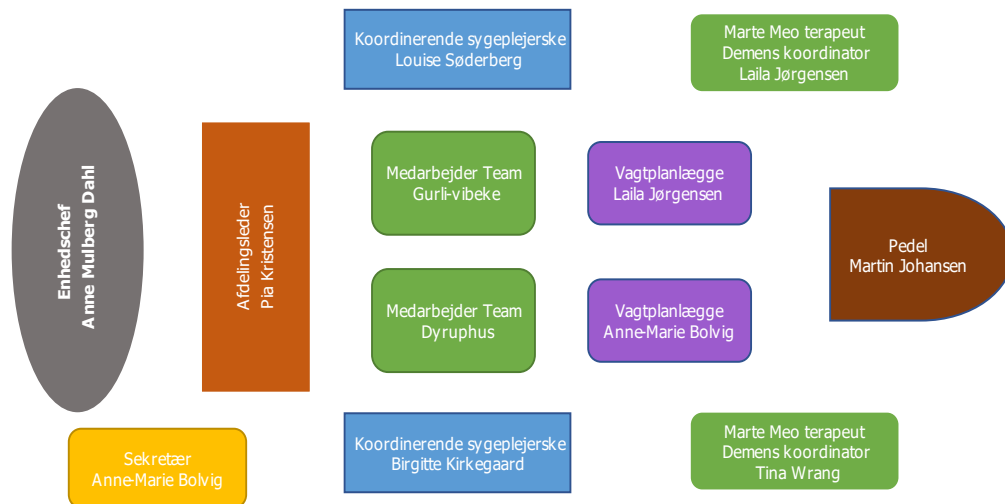 Koordinerende sygeplejerske
Louise Søderberg
Marte Meo terapeut
Demens koordinator
Laila Jørgensen
Enhedschef
Anne Mulberg Dahl
Afdelingsleder
Pia Kristensen
Medarbejder Team
Gurli-vibeke
Vagtplanlægge
Laila Jørgensen
Pedel
Martin Johansen
Medarbejder Team
Dyruphus
Vagtplanlægge
Anne-Marie Bolvig
Sekretær
Anne-Marie Bolvig
Koordinerende sygeplejerske
Birgitte Kirkegaard
Marte Meo terapeut
Demens koordinator
Tina Wrang